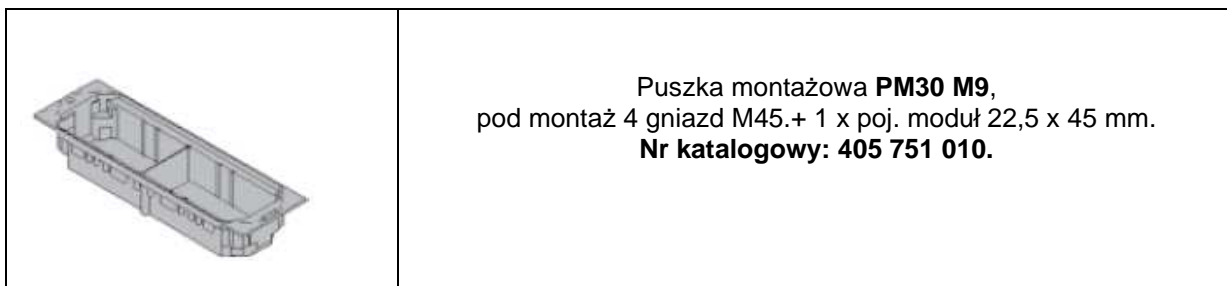 Puszka montażowa PM30 M9,
pod montaż 4 gniazd M45.+ 1 x poj. moduł 22,5 x 45 mm.
Nr katalogowy: 405 751 010.